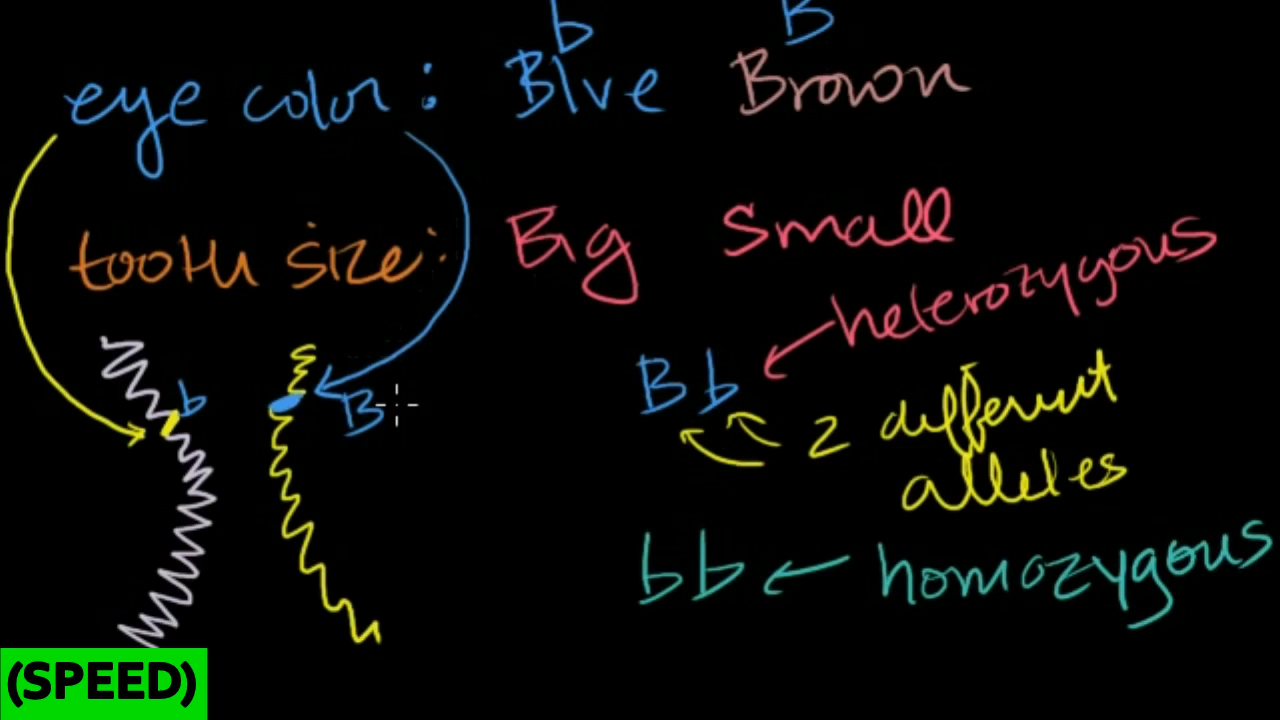 b B
eye color: Blue Brown
tooth size: Big Small
heterozygous
b B Bb
2 different
alleles
bb homozygous
(SPEED)